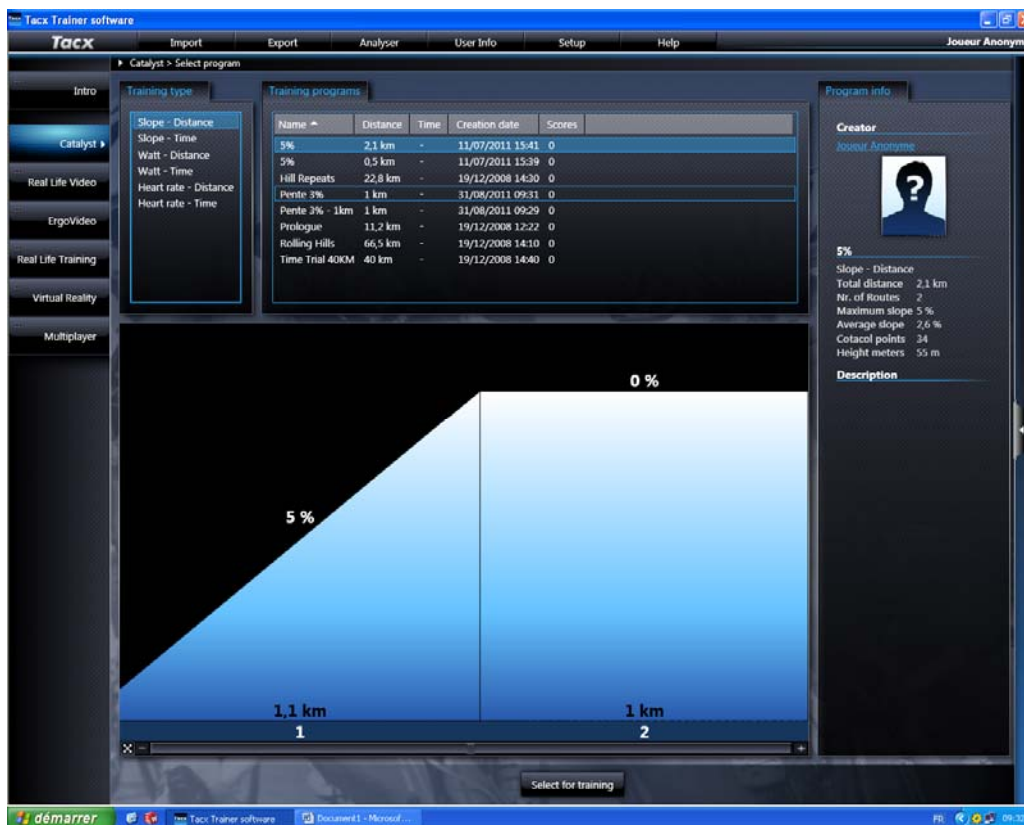 Tacx Trainer software
Tacx Import Export Analyser User Info Setup Help Joueur Anonym
Catalyst > Select program
Intro
Catalyst
Real Life Video
ErgoVideo
Real Life Training
Virtual Reality
Multiplayer
Training type
Slope - Distance
Slope - Time
Watt - Distance
Watt - Time
Heart rate - Distance
Heart rate - Time
Training programs
Name Distance Time Creation date Scores
5% 2,1 km - 11/07/2011 15:41 0
5% 0,5 km - 11/07/2011 15:39 0
Hill Repeats 22,8 km - 19/12/2008 14:30 0
Pente 3% 1 km - 31/08/2011 09:31 0
Pente 3% - 1km 1 km - 31/08/2011 09:29 0
Prologue 11,2 km - 19/12/2008 12:22 0
Rolling Hills 66,5 km - 19/12/2008 14:10 0
Time Trial 40KM 40 km - 19/12/2008 14:40 0
Program info
Creator
Joueur Anonyme
?
5%
Slope - Distance
Total distance 2,1 km
Nr. of Routes 2
Maximum slope 5 %
Average slope 2,6 %
Cotacol points 34
Height meters 55 m
Description
0 %
5 %
1,1 km 1 km
1 2
Select for training
démarrer Tacx Trainer software Document1 - Microsof... FR 09:32